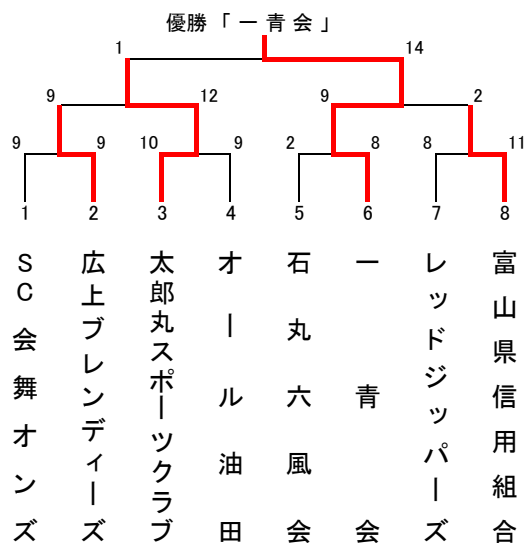 優勝「一青会」
1 14
9 12 9 2
9 9 10 9 2 8 8 11
1 2 3 4 5 6 7 8
SC会舞オンズ
広上ブレンディーズ
太郎丸スポーツクラブ
オール油田
石丸六風会
一青会
レッドジッパーズ
富山県信用組合